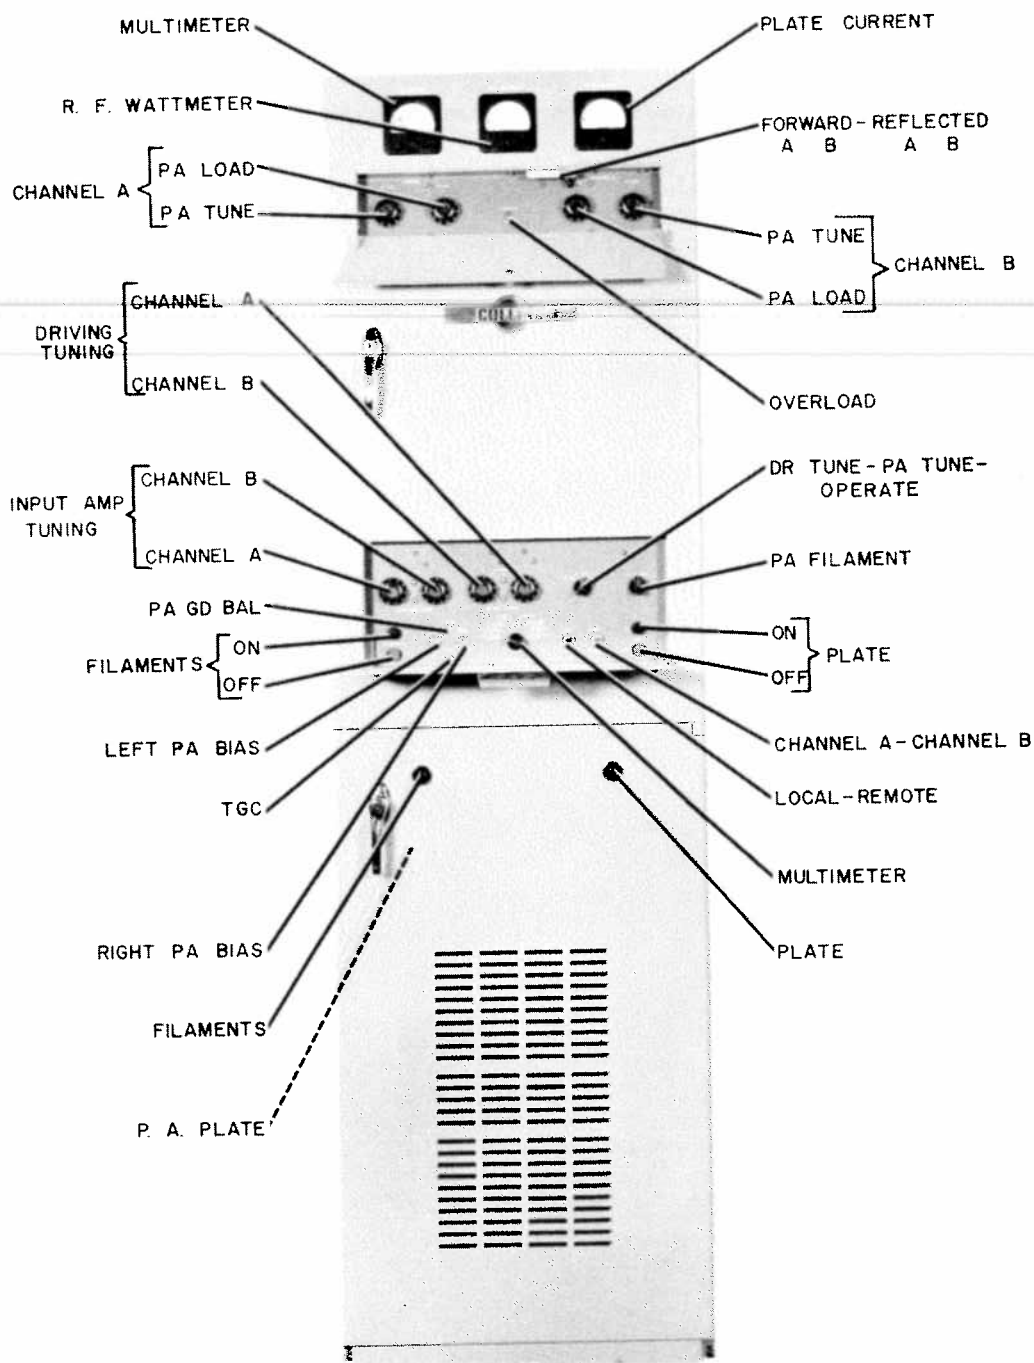 MULTIMETER
PLATE CURRENT
R. F. WATTMETER
FORWARD-REFLECTED
A B A B
CHANNEL A
PA LOAD
PA TUNE
PA TUNE
PA LOAD
CHANNEL B
DRIVING
TUNING
CHANNEL A
CHANNEL B
OVERLOAD
INPUT AMP
TUNING
CHANNEL B
CHANNEL A
DR TUNE-PA TUNE-
OPERATE
PA FILAMENT
PA GD BAL
FILAMENTS
ON
OFF
ON
OFF
PLATE
LEFT PA BIAS
CHANNEL A-CHANNEL B
TGC
LOCAL-REMOTE
MULTIMETER
RIGHT PA BIAS
PLATE
FILAMENTS
P. A. PLATE